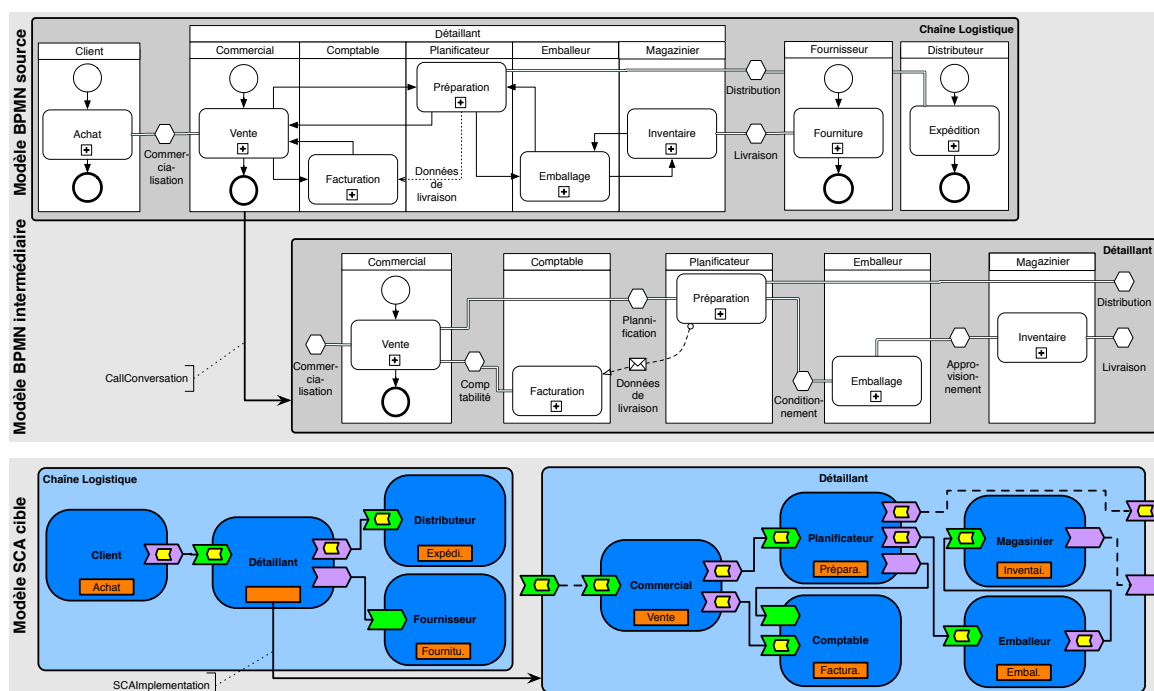 Modèle BPMN source
Chaîne Logistique
Détaillant
Client
Commercial
Comptable
Planificateur
Emballeur
Magazinier
Fournisseur
Distributeur
Achat
Commer-
cia-
lisation
Vente
Facturation
Préparation
Données
de
livraison
Emballage
Inventaire
Distribution
Livraison
Fourniture
Expédition
Modèle BPMN intermédiaire
CallConversation
Détaillant
Commercial
Comptable
Planificateur
Emballeur
Magazinier
Commer-
cia-
lisation
Vente
Comp
tabilité
Facturation
Planni-
fication
Données
de
livraison
Préparation
Condition-
nement
Emballage
Appro-
vision-
nement
Inventaire
Distribution
Livraison
Modèle SCA cible
Chaîne Logistique
Client
Achat
Détaillant
Distributeur
Expédi.
Fournisseur
Fournitu.
SCAImplementation
Détaillant
Commercial
Vente
Planificateur
Prépara.
Comptable
Factura.
Magasinier
Inventai.
Emballeur
Embal.